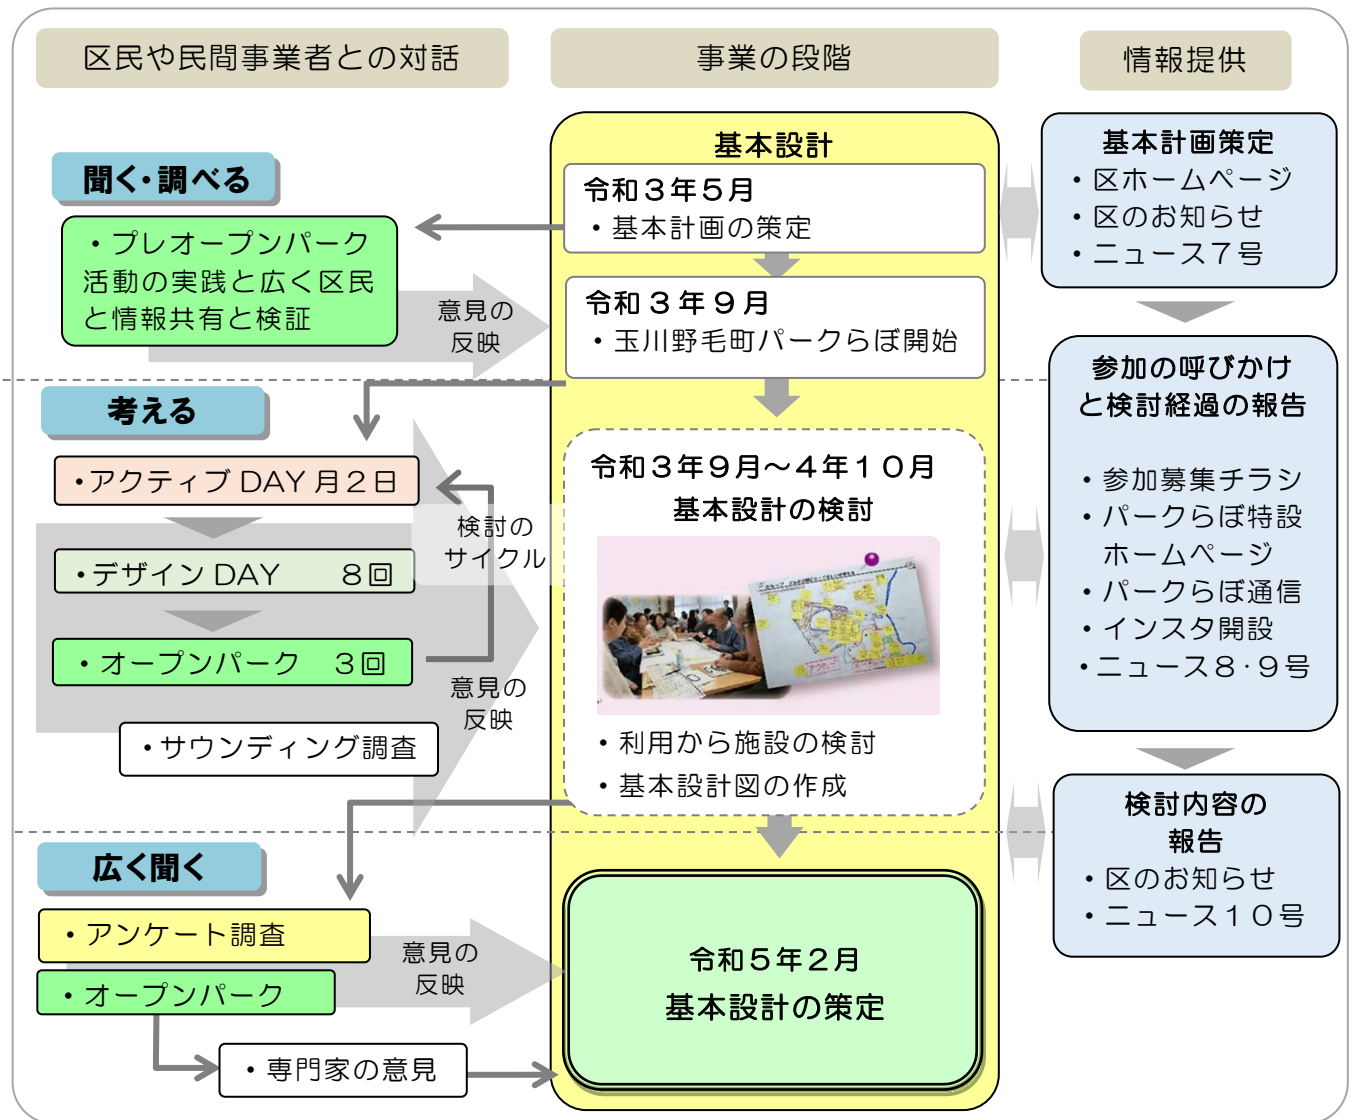 区民や民間事業者との対話
事業の段階
情報提供
聞く・調べる
・プレオープンパーク
活動の実践と広く区民
と情報共有と検証
意見の
反映
基本設計
令和３年５月
・基本計画の策定
令和３年９月
・玉川野毛町パークらぼ開始
基本計画策定
・区ホームページ
・区のお知らせ
・ニュース７号
考える
・アクティブ DAY 月２日
・デザイン DAY　８回
・オープンパーク　３回
・サウンディング調査
検討の
サイクル
意見の
反映
令和３年９月～４年１０月
基本設計の検討
・利用から施設の検討
・基本設計図の作成
参加の呼びかけ
と検討経過の報告
・参加募集チラシ
・パークらぼ特設
ホームページ
・パークらぼ通信
・インスタ開設
・ニュース８・９号
広く聞く
・アンケート調査
・オープンパーク
・専門家の意見
意見の
反映
令和５年２月
基本設計の策定
検討内容の
報告
・区のお知らせ
・ニュース１０号